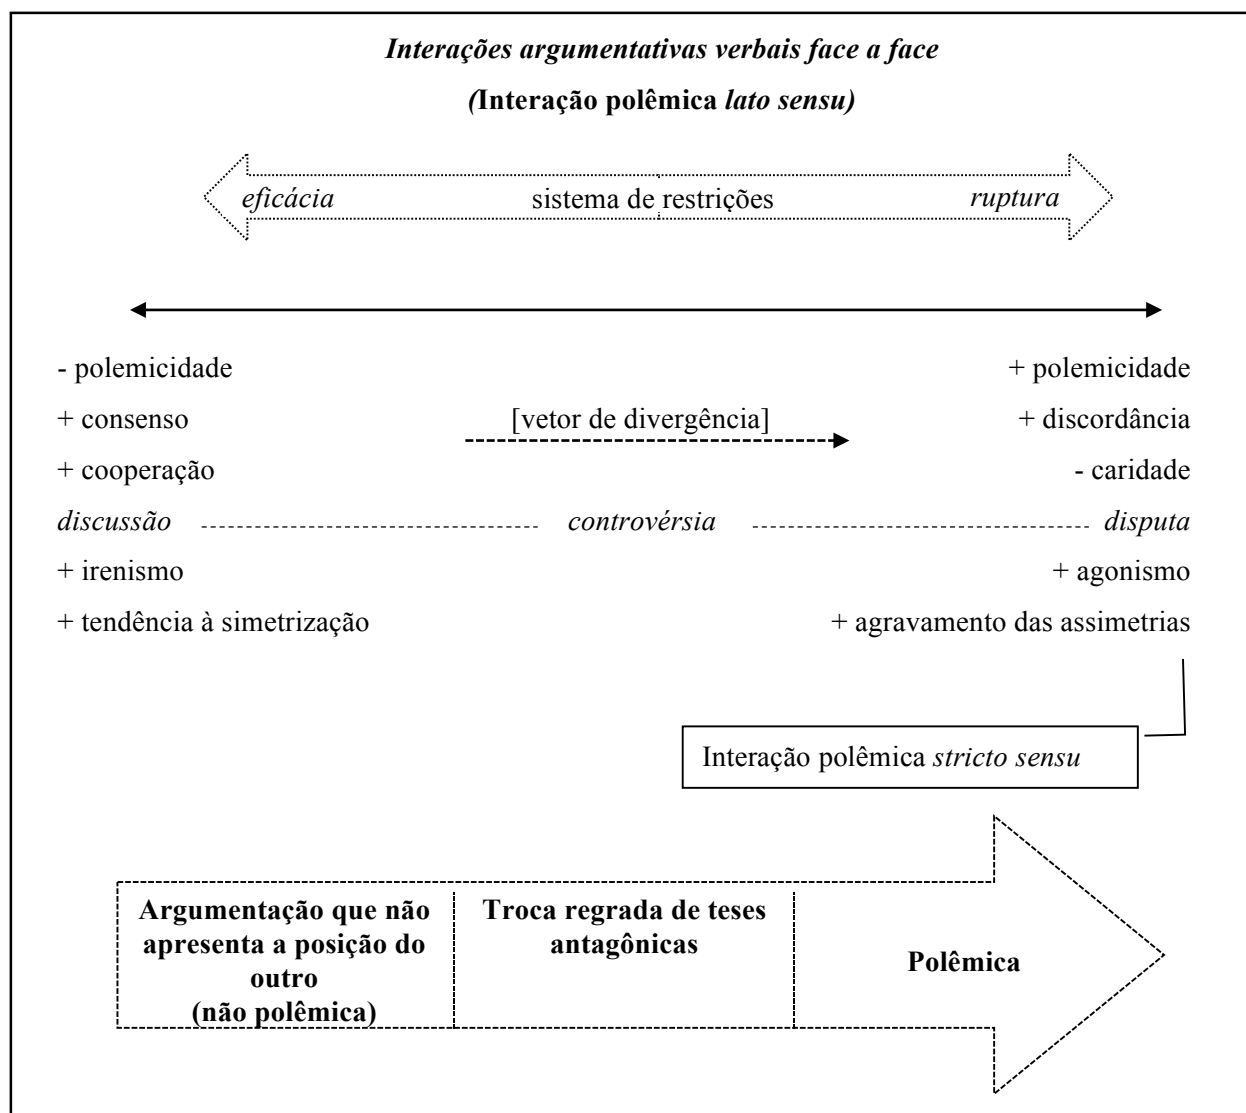 Interações argumentativas verbais face a face
(Interação polêmica lato sensu)
eficácia sistema de restrições ruptura
- polemicidade + polemicidade
+ consenso [vetor de divergência] + discordância
+ cooperação - caridade
discussão controvérsia disputa
+ irenismo + agonismo
+ tendência à simetrização + agravamento das assimetrias
Interação polêmica stricto sensu
Argumentação que não
apresenta a posição do
outro
(não polêmica)
Troca regrada de teses
antagônicas
Polêmica